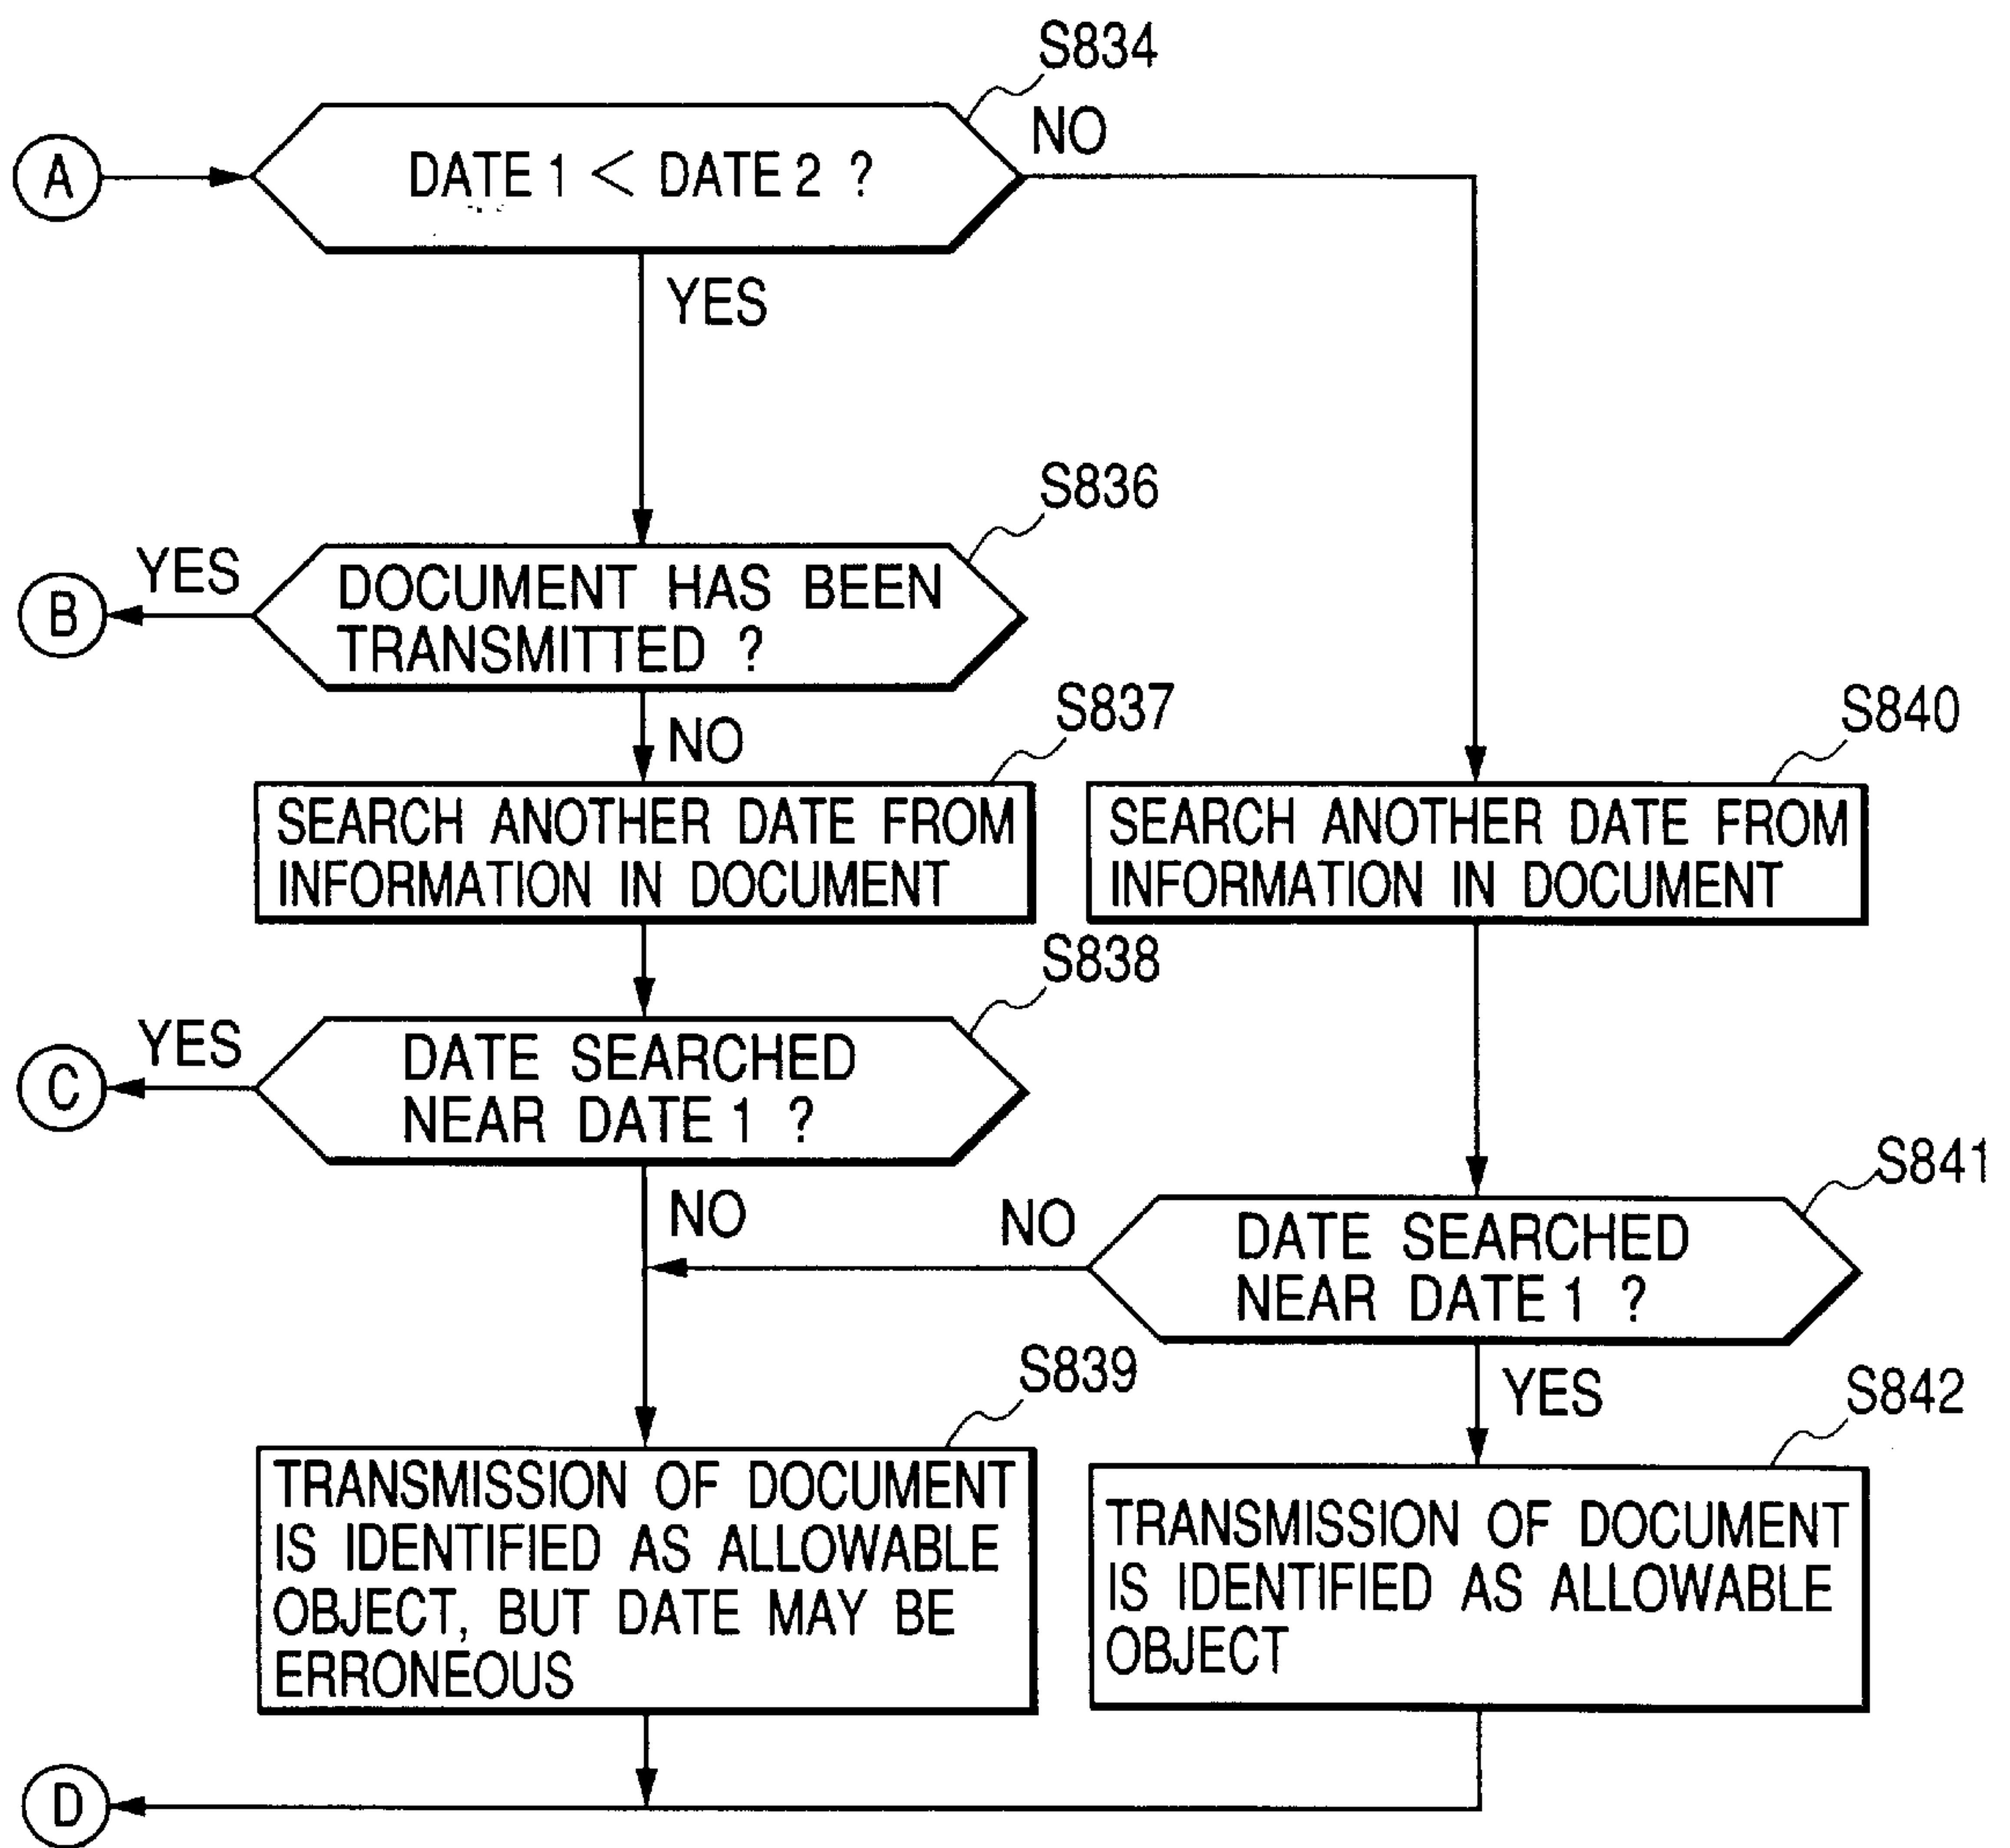 S834
NO
A
DATE 1 < DATE 2 ?
YES
S836
YES
DOCUMENT HAS BEEN
TRANSMITTED ?
B
S837
NO
S840
SEARCH ANOTHER DATE FROM
INFORMATION IN DOCUMENT
SEARCH ANOTHER DATE FROM
INFORMATION IN DOCUMENT
S838
YES
DATE SEARCHED
NEAR DATE 1 ?
C
S841
NO
NO
DATE SEARCHED
NEAR DATE 1 ?
S839
YES
S842
TRANSMISSION OF DOCUMENT
IS IDENTIFIED AS ALLOWABLE
OBJECT, BUT DATE MAY BE
ERRONEOUS
TRANSMISSION OF DOCUMENT
IS IDENTIFIED AS ALLOWABLE
OBJECT
D